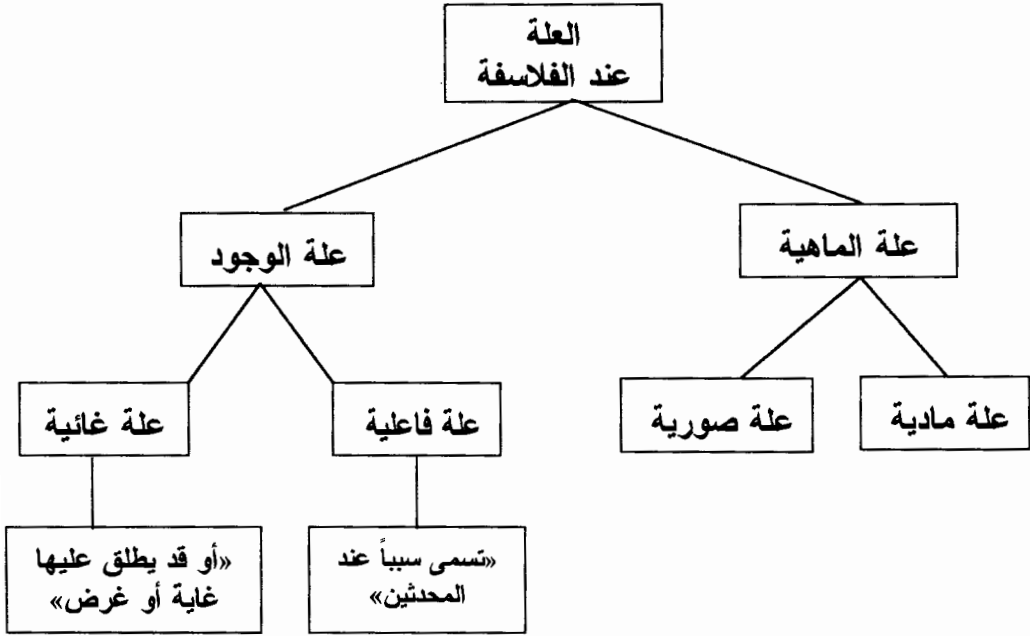 العلة
عند الفلاسفة
علة الماهية
علة الوجود
علة مادية
علة صورية
علة فاعلية
علة غائية
«تسمى سبباً عند
المحدثين»
«أو قد يطلق عليها
غاية أو غرض»